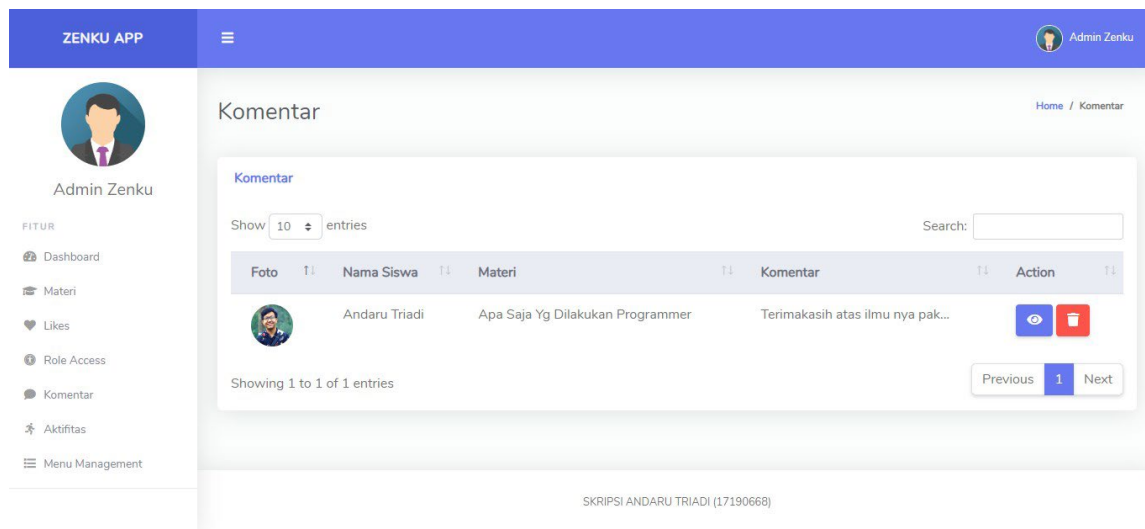 ZENKU APP
Admin Zenku
Admin Zenku
FITUR
Dashboard
Materi
Likes
Role Access
Komentar
Aktifitas
Menu Management
Komentar
Home / Komentar
Komentar
Show 10 entries
Search:
Foto Nama Siswa Materi Komentar Action
Andaru Triadi Apa Saja Yg Dilakukan Programmer Terimakasih atas ilmu nya pak...
Showing 1 to 1 of 1 entries
Previous 1 Next
SKRIPSI ANDARU TRIADI (17190668)